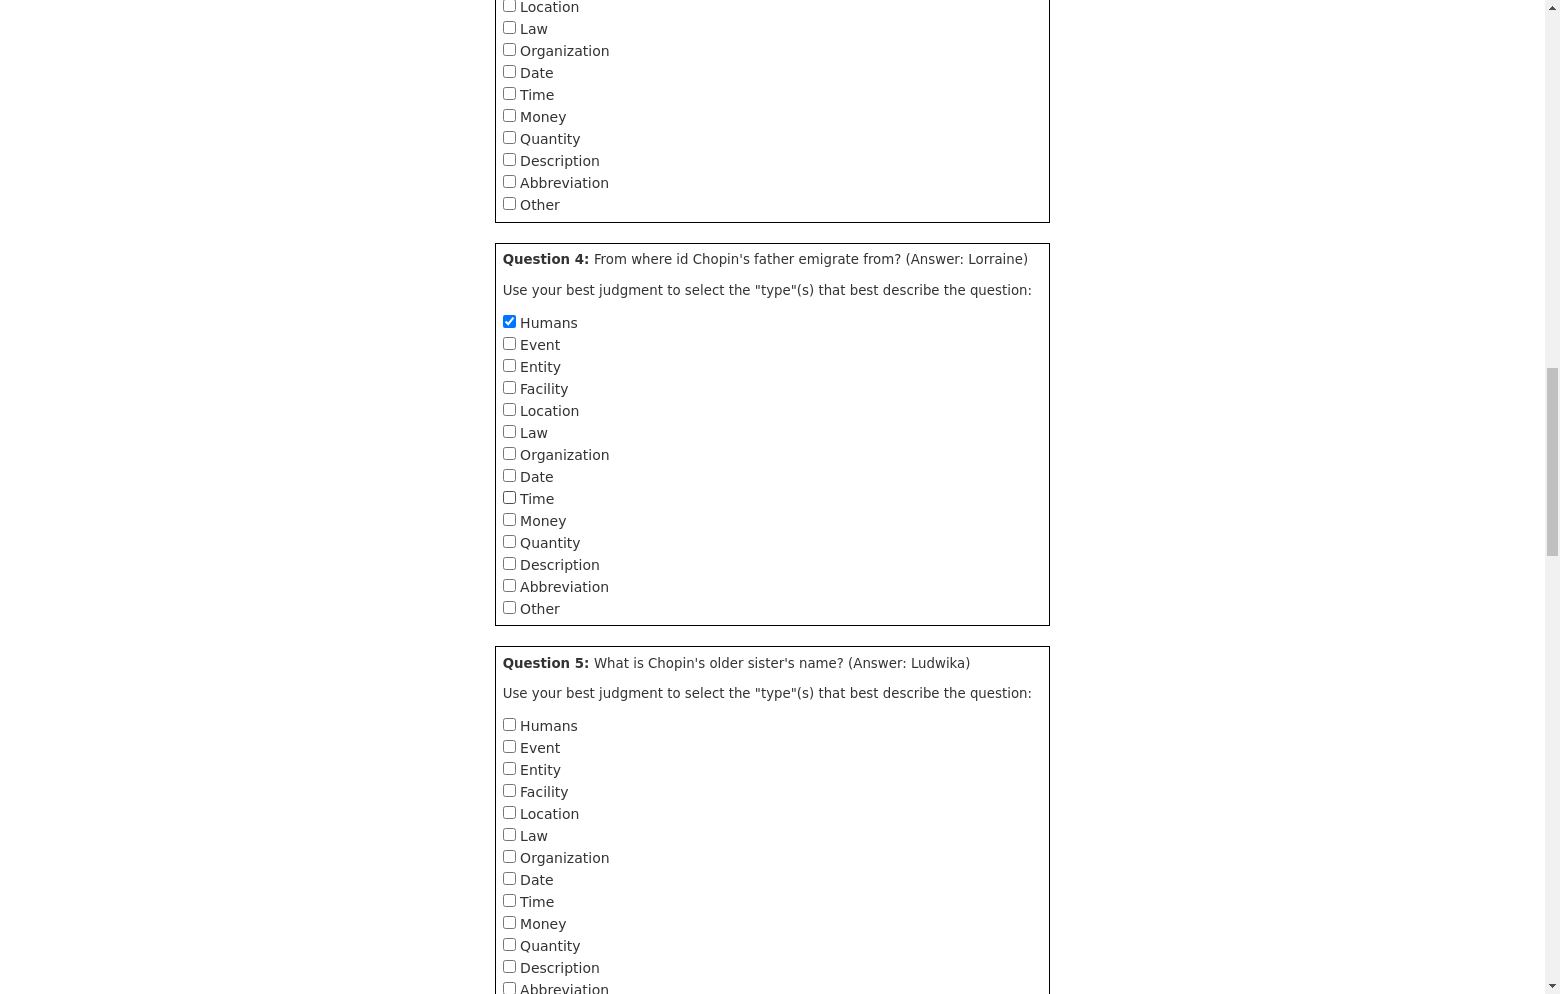 Location
Law
Organization
Date
Time
Money
Quantity
Description
Abbreviation
Other
Question 4: From where id Chopin's father emigrate from? (Answer: Lorraine)
Use your best judgment to select the "type"(s) that best describe the question:
Humans
Event
Entity
Facility
Location
Law
Organization
Date
Time
Money
Quantity
Description
Abbreviation
Other
Question 5: What is Chopin's older sister's name? (Answer: Ludwika)
Use your best judgment to select the "type"(s) that best describe the question:
Humans
Event
Entity
Facility
Location
Law
Organization
Date
Time
Money
Quantity
Description
Abbreviation